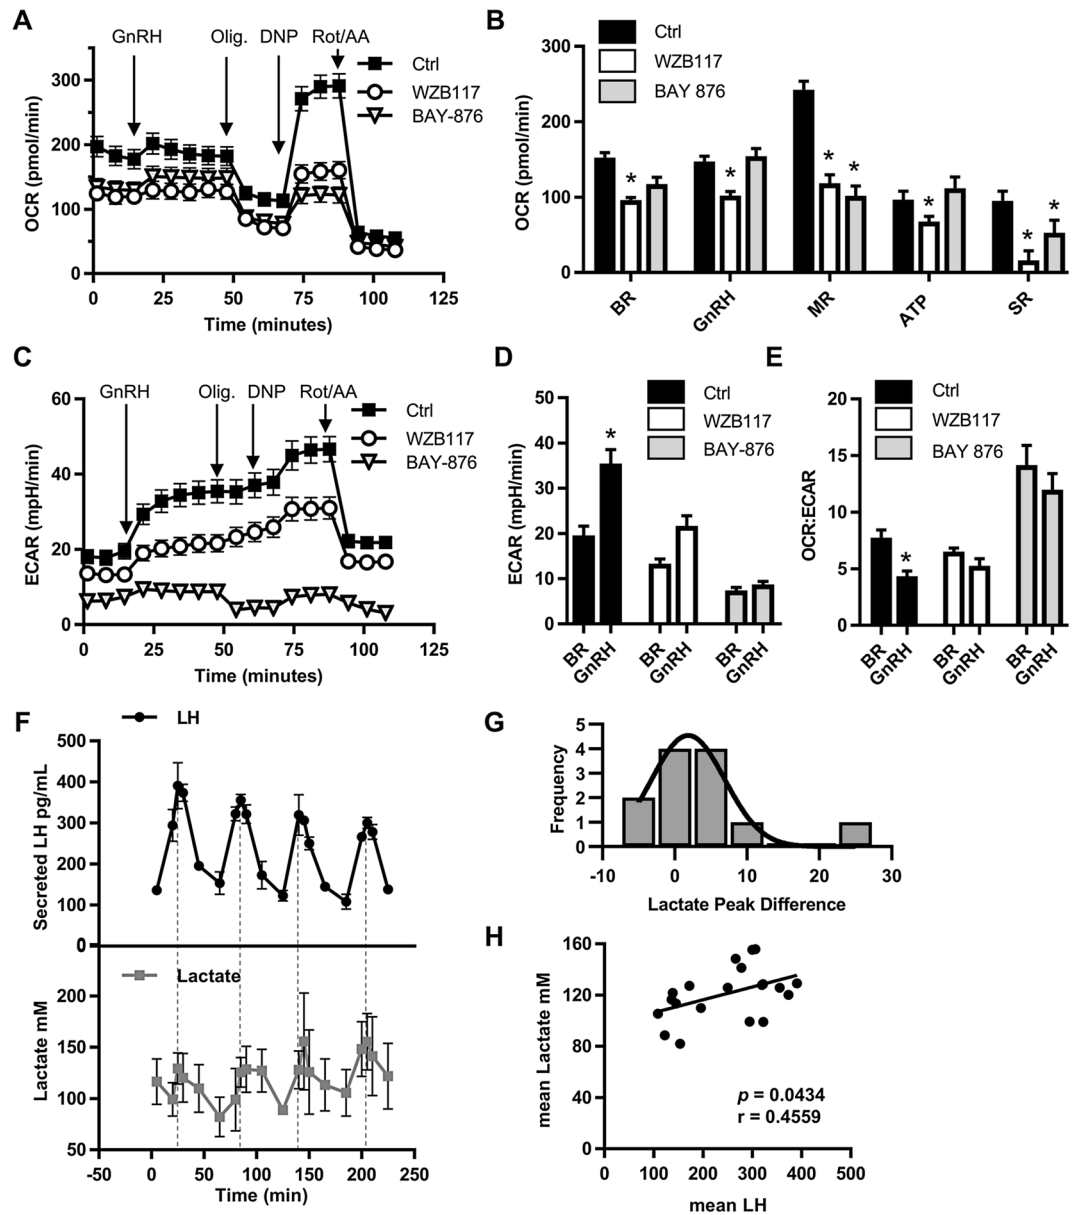 A
GnRH Olig. DNP Rot/AA
Ctrl
WZB117
BAY-876
OCR (pmol/min)
300
200
100
0
0 25 50 75 100 125
Time (minutes)
B
Ctrl
WZB117
BAY 876
OCR (pmol/min)
300
200
100
0
* * * * * * *
BR GnRH MR ATP SR
C
GnRH Olig. DNP Rot/AA
Ctrl
WZB117
BAY-876
ECAR (mpH/min)
60
40
20
0
0 25 50 75 100 125
Time (minutes)
D
Ctrl
WZB117
BAY-876
ECAR (mpH/min)
50
40
30
20
10
0
*
BR GnRH BR GnRH BR GnRH
E
Ctrl
WZB117
BAY 876
OCR:ECAR
20
15
10
5
0
*
BR GnRH BR GnRH BR GnRH
F
LH
Secreted LH pg/mL
500
400
300
200
100
0
Lactate
Lactate mM
200
150
100
50
-50 0 50 100 150 200 250
Time (min)
G
Frequency
5
4
3
2
1
0
-10 0 10 20 30
Lactate Peak Difference
H
mean Lactate mM
160
120
80
40
0
p = 0.0434
r = 0.4559
0 100 200 300 400 500
mean LH